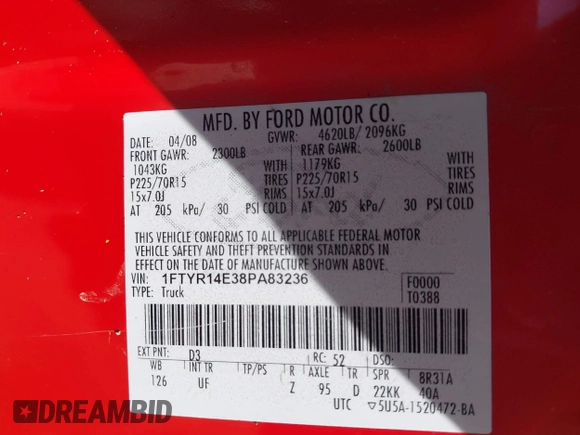 MFD. BY FORD MOTOR CO.
DATE: 04/08 GVWR: 4620LB/ 2096KG
FRONT GAWR: 2300LB REAR GAWR: 2600LB
1043KG 1179KG
P225/70R15 TIRES P225/70R15 TIRES
15x7.0J RIMS 15x7.0J RIMS
AT 205 kPa/ 30 PSI COLD AT 205 kPa/ 30 PSI COLD
THIS VEHICLE CONFORMS TO ALL APPLICABLE FEDERAL MOTOR
VEHICLE SAFETY AND THEFT PREVENTION STANDARDS IN
EFFECT ON THE DATE OF MANUFACTURE SHOWN ABOVE.
VIN: 1FTYR14E38PA83236 F0000
TYPE: Truck T0388
EXT PNT: D3 RC: 52 DSO:
WB INT TR TP/PS R AXLE TR SPR 8R31A
126 UF Z 95 D 22KK 40A
UTC ▽5U5A-1520472-BA
DREAMBID